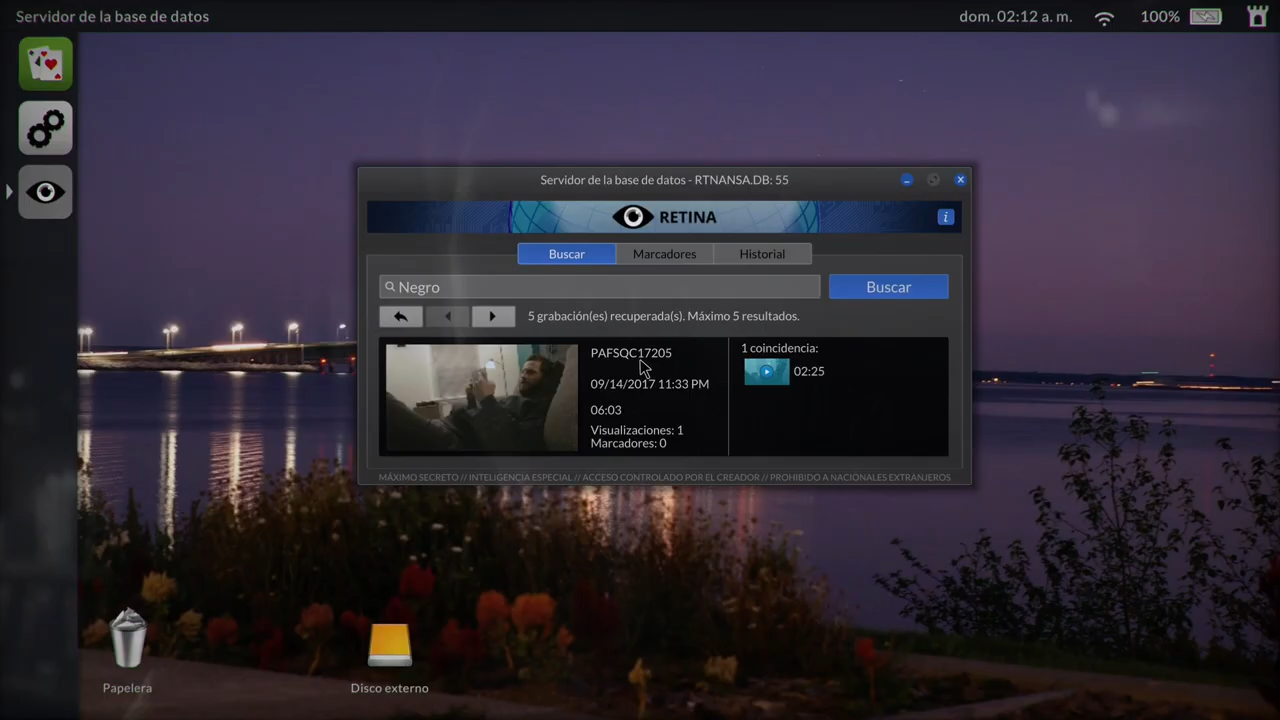 Servidor de la base de datos
dom. 02:12 a. m.
100%
Servidor de la base de datos - RTNANSA.DB: 55
RETINA
i
Buscar
Marcadores
Historial
Negro
Buscar
5 grabación(es) recuperada(s). Máximo 5 resultados.
PAFSQC17205
09/14/2017 11:33 PM
06:03
Visualizaciones: 1
Marcadores: 0
1 coincidencia:
02:25
MÁXIMO SECRETO // INTELIGENCIA ESPECIAL // ACCESO CONTROLADO POR EL CREADOR // PROHIBIDO A NACIONALES EXTRANJEROS
Papelera
Disco externo